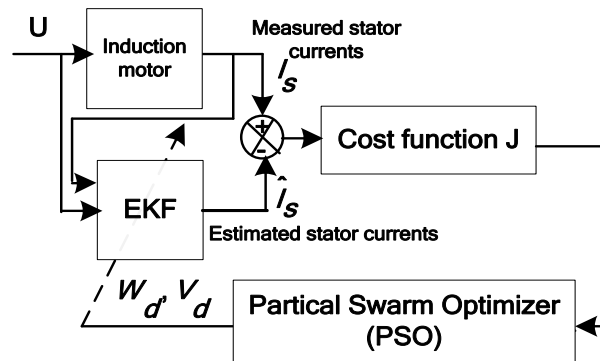 U
Induction
motor
Measured stator
currents
I_s
+
-
Cost function J
EKF
Î_s
Estimated stator currents
W_d, V_d
Partical Swarm Optimizer
(PSO)